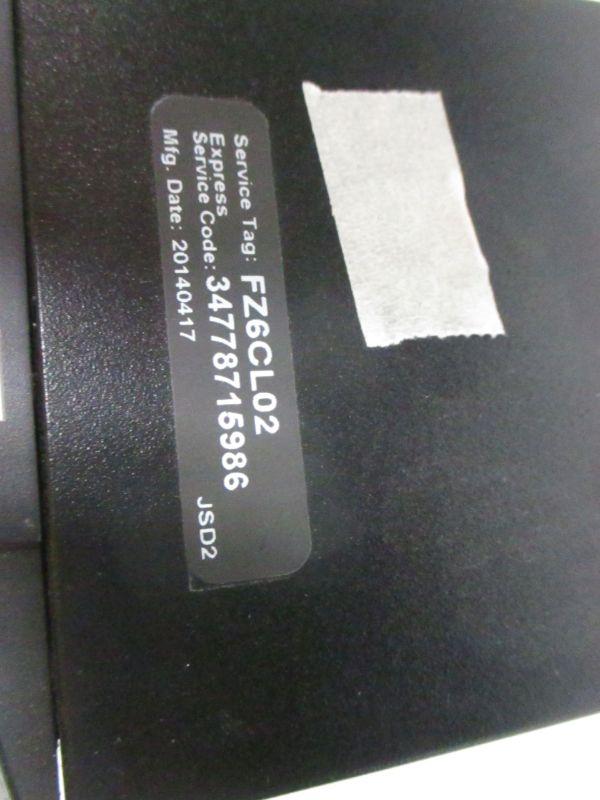 Service Tag: FZ6CL02
Express
Service Code: 34778715986
Mfg. Date: 20140417 JSD2